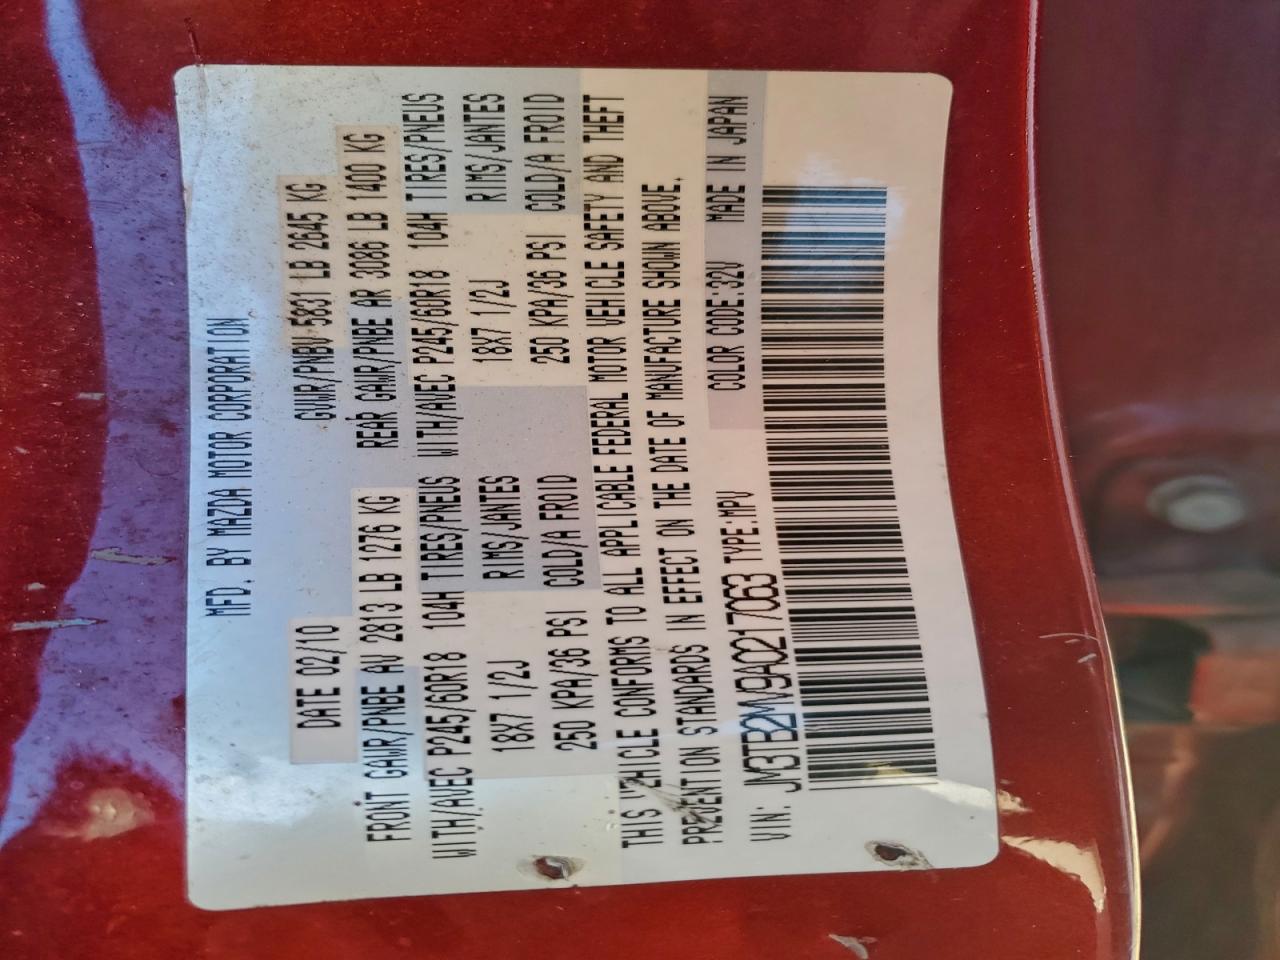 MFD. BY MAZDA MOTOR CORPORATION
DATE 02/10 GVWR/PNBV 5831 LB 2645 KG
FRONT GAWR/PNBE AV 2813 LB 1276 KG REAR GAWR/PNBE AR 3086 LB 1400 KG
WITH/AVEC P245/60R18 104H TIRES/PNEUS WITH/AVEC P245/60R18 104H TIRES/PNEUS
18X7 1/2J RIMS/JANTES 18X7 1/2J RIMS/JANTES
250 KPA/36 PSI COLD/A FROID 250 KPA/36 PSI COLD/A FROID
THIS VEHICLE CONFORMS TO ALL APPLICABLE FEDERAL MOTOR VEHICLE SAFETY AND THEFT
PREVENTION STANDARDS IN EFFECT ON THE DATE OF MANUFACTURE SHOWN ABOVE.
VIN: JM3TB2MV9A0217063 TYPE:MPV COLOR CODE:32V MADE IN JAPAN